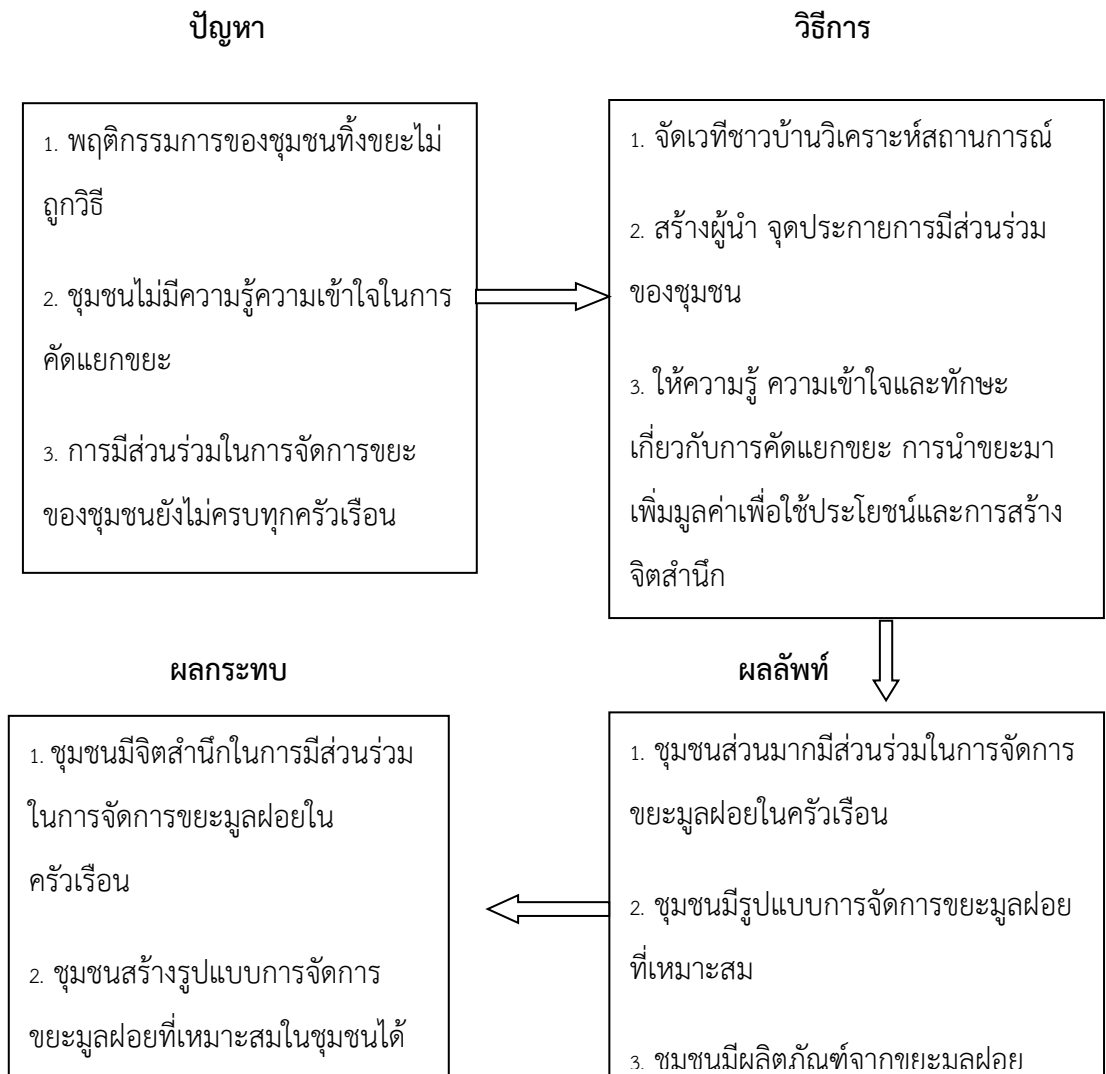 ปัญหา
1. พฤติกรรมการของชุมชนทิ้งขยะไม่
ถูกวิธี
2. ชุมชนไม่มีความรู้ความเข้าใจในการ
คัดแยกขยะ
3. การมีส่วนร่วมในการจัดการขยะ
ของชุมชนยังไม่ครบทุกครัวเรือน
วิธีการ
1. จัดเวทีชาวบ้านวิเคราะห์สถานการณ์
2. สร้างผู้นำ จุดประกายการมีส่วนร่วม
ของชุมชน
3. ให้ความรู้ ความเข้าใจและทักษะ
เกี่ยวกับการคัดแยกขยะ การนำขยะมา
เพิ่มมูลค่าเพื่อใช้ประโยชน์และการสร้าง
จิตสำนึก
ผลลัพท์
1. ชุมชนส่วนมากมีส่วนร่วมในการจัดการ
ขยะมูลฝอยในครัวเรือน
2. ชุมชนมีรูปแบบการจัดการขยะมูลฝอย
ที่เหมาะสม
3. ชุมชนมีผลิตภัณฑ์จากขยะมูลฝอย
ผลกระทบ
1. ชุมชนมีจิตสำนึกในการมีส่วนร่วม
ในการจัดการขยะมูลฝอยใน
ครัวเรือน
2. ชุมชนสร้างรูปแบบการจัดการ
ขยะมูลฝอยที่เหมาะสมในชุมชนได้